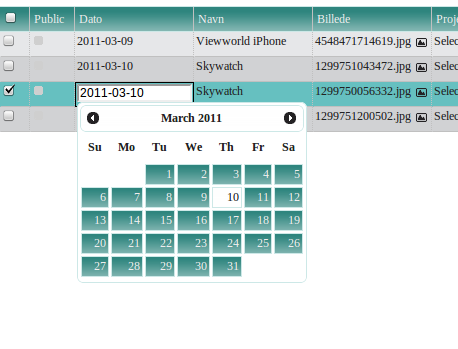 Public Dato Navn Billede Proje
2011-03-09 Viewworld iPhone 4548471714619.jpg Selec
2011-03-10 Skywatch 1299751043472.jpg Selec
2011-03-10 Skywatch 1299750056332.jpg Selec
1299751200502.jpg Selec
March 2011
Su Mo Tu We Th Fr Sa
1 2 3 4 5
6 7 8 9 10 11 12
13 14 15 16 17 18 19
20 21 22 23 24 25 26
27 28 29 30 31